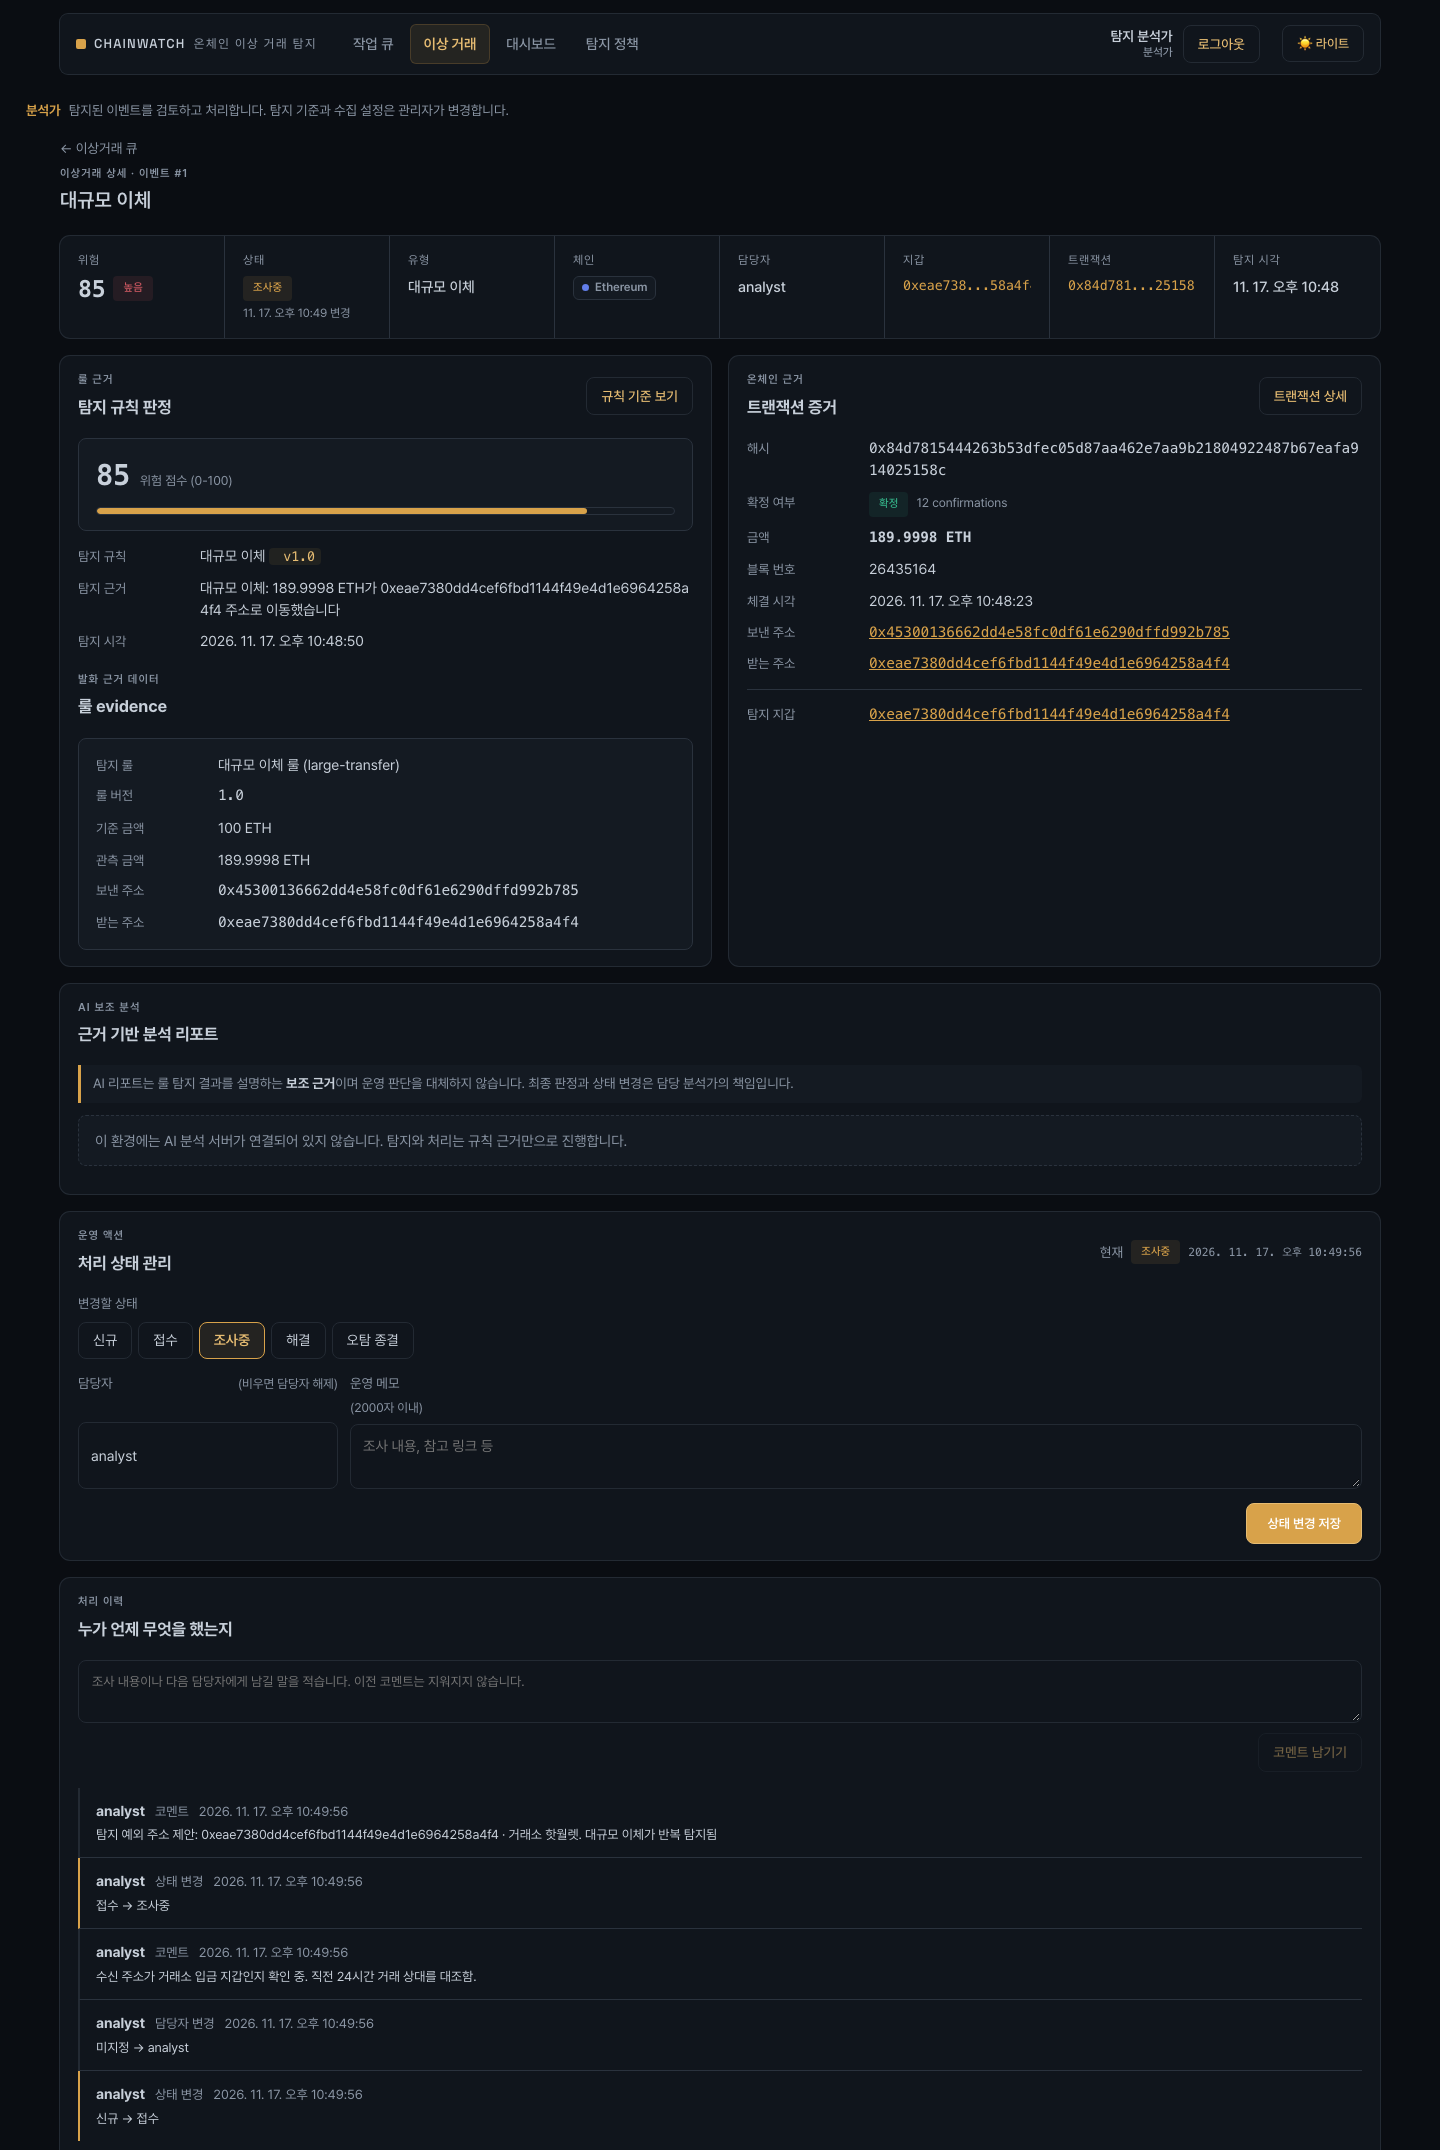 CHAINWATCH 온체인 이상 거래 탐지
작업 큐
이상 거래
대시보드
탐지 정책
탐지 분석가
분석가
로그아웃
☀️ 라이트
분석가 탐지된 이벤트를 검토하고 처리합니다. 탐지 기준과 수집 설정은 관리자가 변경합니다.
← 이상거래 큐
이상거래 상세 · 이벤트 #1
대규모 이체
위험
85 높음
상태
조사중
11. 17. 오후 10:49 변경
유형
대규모 이체
체인
Ethereum
담당자
analyst
지갑
0xeae738...58a4f
트랜잭션
0x84d781...25158
탐지 시각
11. 17. 오후 10:48
룰 근거
탐지 규칙 판정
규칙 기준 보기
85 위험 점수 (0-100)
탐지 규칙 대규모 이체 v1.0
탐지 근거 대규모 이체: 189.9998 ETH가 0xeae7380dd4cef6fbd1144f49e4d1e6964258a
4f4 주소로 이동했습니다
탐지 시각 2026. 11. 17. 오후 10:48:50
발화 근거 데이터
룰 evidence
탐지 룰 대규모 이체 룰 (large-transfer)
룰 버전 1.0
기준 금액 100 ETH
관측 금액 189.9998 ETH
보낸 주소 0x45300136662dd4e58fc0df61e6290dffd992b785
받는 주소 0xeae7380dd4cef6fbd1144f49e4d1e6964258a4f4
온체인 근거
트랜잭션 증거
트랜잭션 상세
해시 0x84d7815444263b53dfec05d87aa462e7aa9b21804922487b67eafa9
14025158c
확정 여부 확정 12 confirmations
금액 189.9998 ETH
블록 번호 26435164
체결 시각 2026. 11. 17. 오후 10:48:23
보낸 주소 0x45300136662dd4e58fc0df61e6290dffd992b785
받는 주소 0xeae7380dd4cef6fbd1144f49e4d1e6964258a4f4
탐지 지갑 0xeae7380dd4cef6fbd1144f49e4d1e6964258a4f4
AI 보조 분석
근거 기반 분석 리포트
AI 리포트는 룰 탐지 결과를 설명하는 보조 근거이며 운영 판단을 대체하지 않습니다. 최종 판정과 상태 변경은 담당 분석가의 책임입니다.
이 환경에는 AI 분석 서버가 연결되어 있지 않습니다. 탐지와 처리는 규칙 근거만으로 진행합니다.
운영 액션
처리 상태 관리
현재 조사중 2026. 11. 17. 오후 10:49:56
변경할 상태
신규
접수
조사중
해결
오탐 종결
담당자 (비우면 담당자 해제)
analyst
운영 메모
(2000자 이내)
조사 내용, 참고 링크 등
상태 변경 저장
처리 이력
누가 언제 무엇을 했는지
조사 내용이나 다음 담당자에게 남길 말을 적습니다. 이전 코멘트는 지워지지 않습니다.
코멘트 남기기
analyst 코멘트 2026. 11. 17. 오후 10:49:56
탐지 예외 주소 제안: 0xeae7380dd4cef6fbd1144f49e4d1e6964258a4f4 · 거래소 핫월렛. 대규모 이체가 반복 탐지됨
analyst 상태 변경 2026. 11. 17. 오후 10:49:56
접수 → 조사중
analyst 코멘트 2026. 11. 17. 오후 10:49:56
수신 주소가 거래소 입금 지갑인지 확인 중. 직전 24시간 거래 상대를 대조함.
analyst 담당자 변경 2026. 11. 17. 오후 10:49:56
미지정 → analyst
analyst 상태 변경 2026. 11. 17. 오후 10:49:56
신규 → 접수